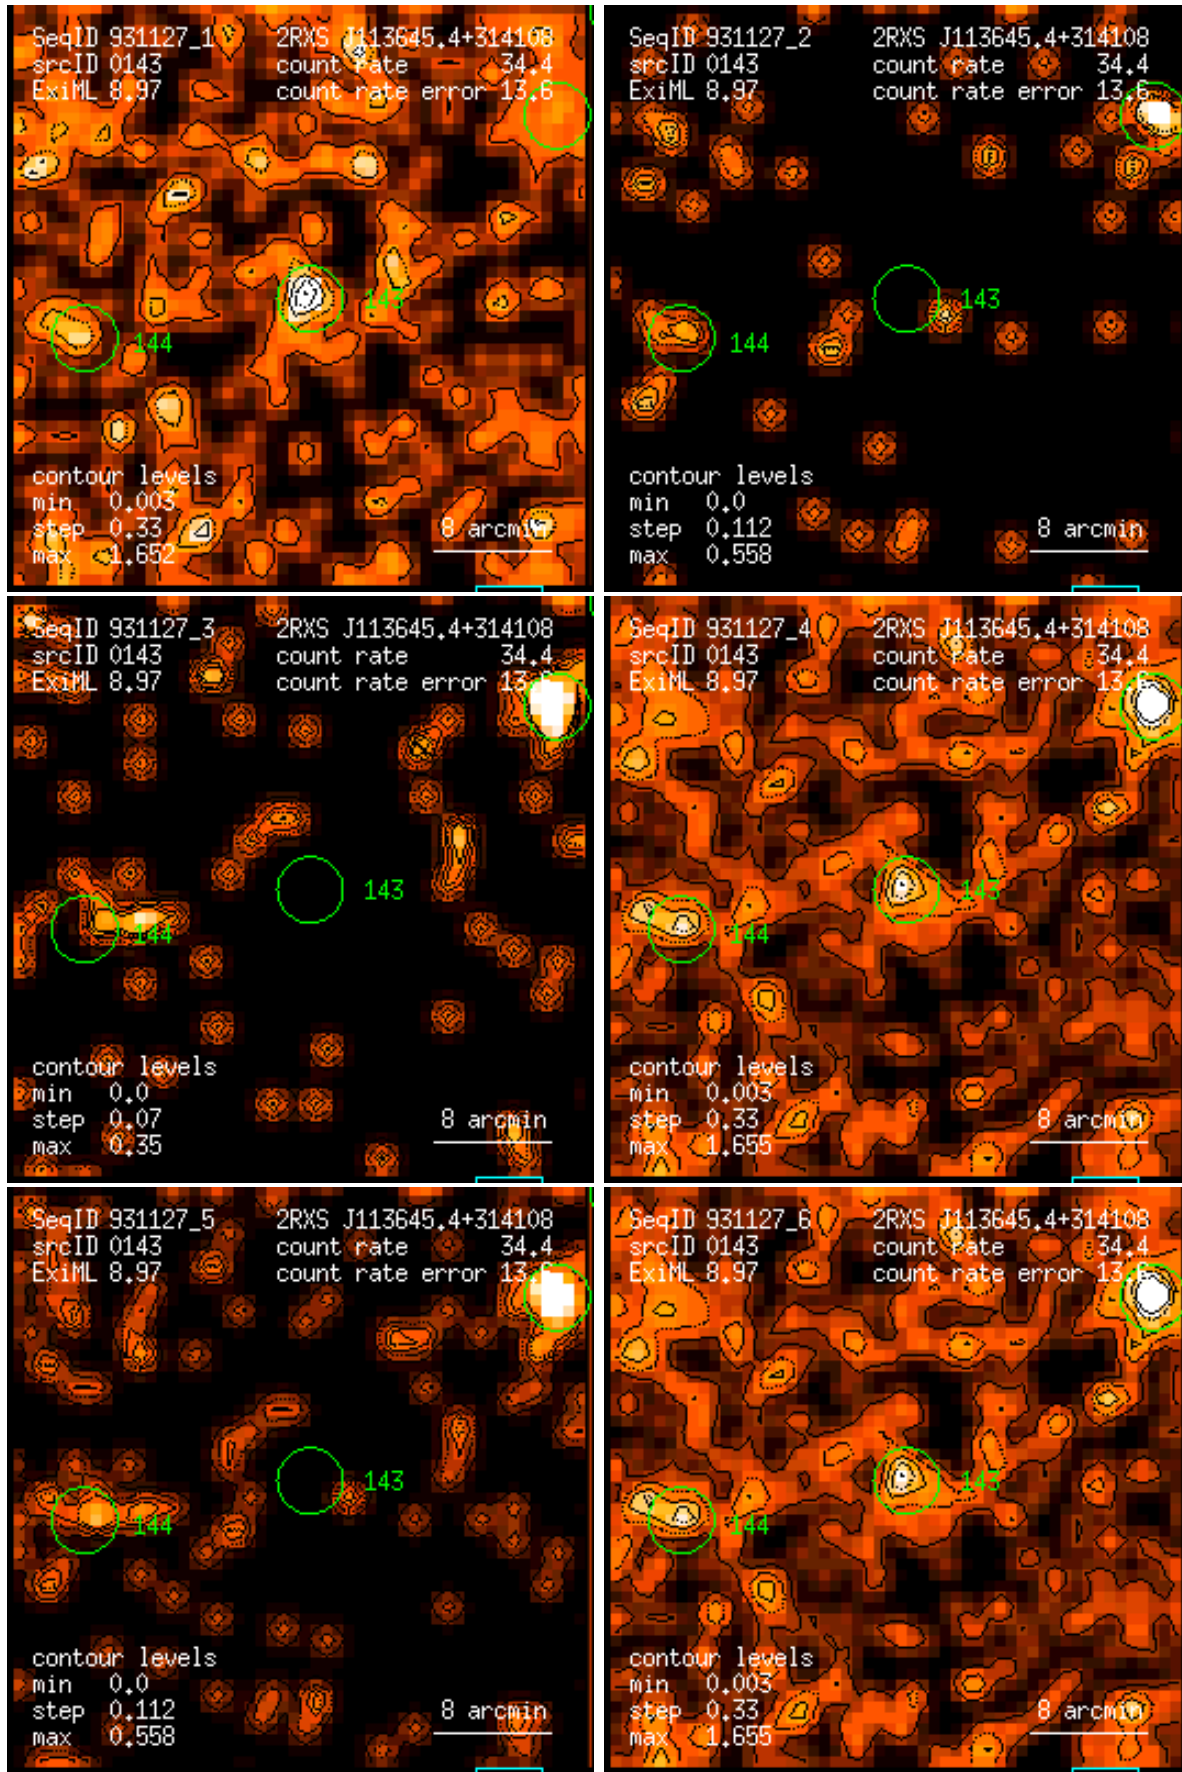 SeqID 931127_1 2RXS J113645.4+314108
srcID 0143 count rate 34.4
ExiML 8.97 count rate error 13.6
143
144
contour levels
min 0.003
step 0.33 8 arcmin
max 1.652
SeqID 931127_2 2RXS J113645.4+314108
srcID 0143 count rate 34.4
ExiML 8.97 count rate error 13.6
143
144
contour levels
min 0.0
step 0.112 8 arcmin
max 0.558
SeqID 931127_3 2RXS J113645.4+314108
srcID 0143 count rate 34.4
ExiML 8.97 count rate error 13.6
143
144
contour levels
min 0.0
step 0.07 8 arcmin
max 0.35
SeqID 931127_4 2RXS J113645.4+314108
srcID 0143 count rate 34.4
ExiML 8.97 count rate error 13.6
143
144
contour levels
min 0.003
step 0.33 8 arcmin
max 1.655
SeqID 931127_5 2RXS J113645.4+314108
srcID 0143 count rate 34.4
ExiML 8.97 count rate error 13.6
143
144
contour levels
min 0.0
step 0.112 8 arcmin
max 0.558
SeqID 931127_6 2RXS J113645.4+314108
srcID 0143 count rate 34.4
ExiML 8.97 count rate error 13.6
143
144
contour levels
min 0.003
step 0.33 8 arcmin
max 1.655